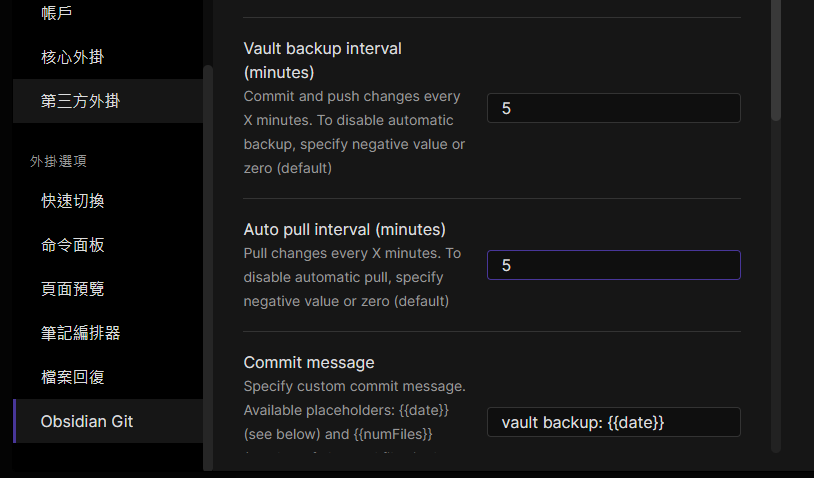 帳戶
核心外掛
第三方外掛
外掛選項
快速切換
命令面板
頁面預覽
筆記編排器
檔案回復
Obsidian Git
Vault backup interval
(minutes)
Commit and push changes every
X minutes. To disable automatic
backup, specify negative value or
zero (default)
5
Auto pull interval (minutes)
Pull changes every X minutes. To
disable automatic pull, specify
negative value or zero (default)
5
Commit message
Specify custom commit message.
Available placeholders: {{date}}
(see below) and {{numFiles}}
vault backup: {{date}}